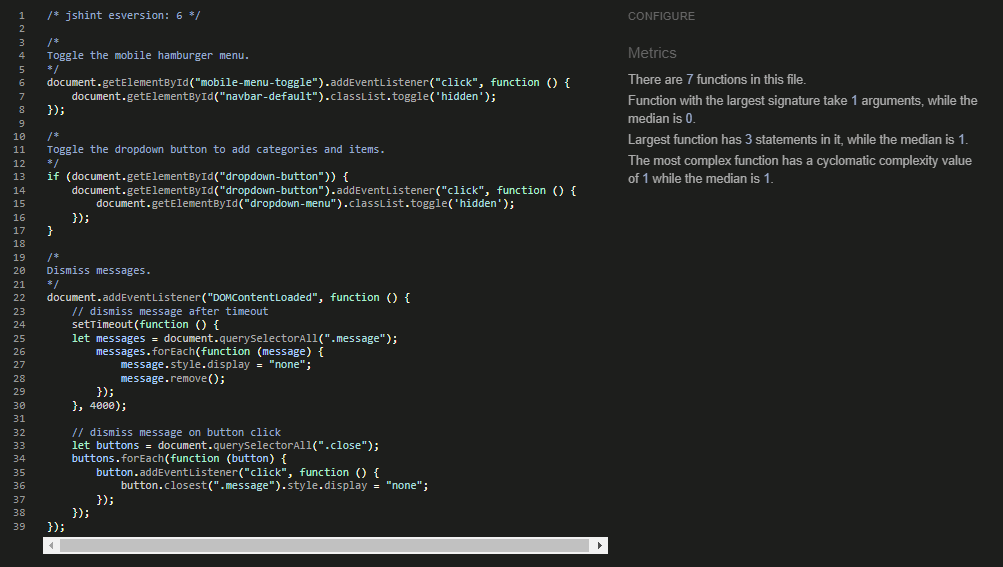 1 /* jshint esversion: 6 */
2
3 /*
4 Toggle the mobile hamburger menu.
5 */
6 document.getElementById("mobile-menu-toggle").addEventListener("click", function () {
7     document.getElementById("navbar-default").classList.toggle('hidden');
8 });
9
10 /*
11 Toggle the dropdown button to add categories and items.
12 */
13 if (document.getElementById("dropdown-button")) {
14     document.getElementById("dropdown-button").addEventListener("click", function () {
15         document.getElementById("dropdown-menu").classList.toggle('hidden');
16     });
17 }
18
19 /*
20 Dismiss messages.
21 */
22 document.addEventListener("DOMContentLoaded", function () {
23     // dismiss message after timeout
24     setTimeout(function () {
25     let messages = document.querySelectorAll(".message");
26         messages.forEach(function (message) {
27             message.style.display = "none";
28             message.remove();
29         });
30     }, 4000);
31
32     // dismiss message on button click
33     let buttons = document.querySelectorAll(".close");
34     buttons.forEach(function (button) {
35         button.addEventListener("click", function () {
36             button.closest(".message").style.display = "none";
37         });
38     });
39 });
CONFIGURE
Metrics
There are 7 functions in this file.
Function with the largest signature take 1 arguments, while the
median is 0.
Largest function has 3 statements in it, while the median is 1.
The most complex function has a cyclomatic complexity value
of 1 while the median is 1.